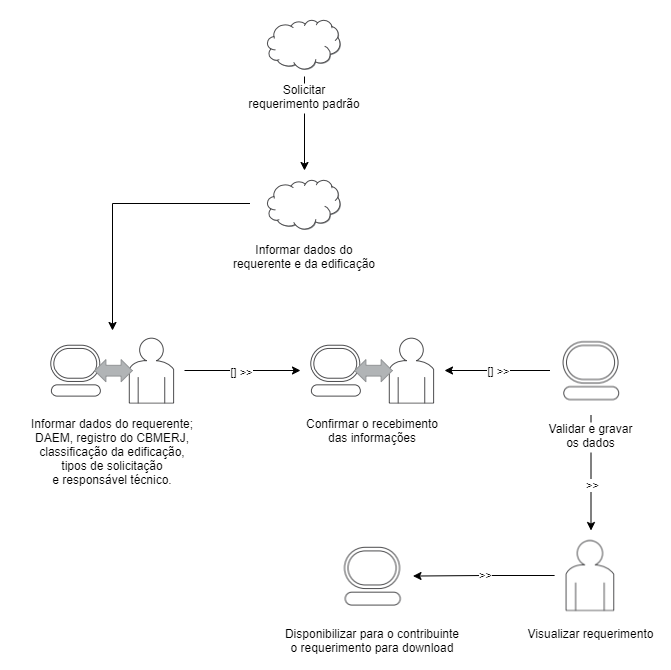 Solicitar
requerimento padrão
Informar dados do
requerente e da edificação
[] >>
[] >>
Informar dados do requerente;
DAEM, registro do CBMERJ,
classificação da edificação,
tipos de solicitação
e responsável técnico.
Confirmar o recebimento
das informações
Validar e gravar
os dados
>>
>>
Disponibilizar para o contribuinte
o requerimento para download
Visualizar requerimento